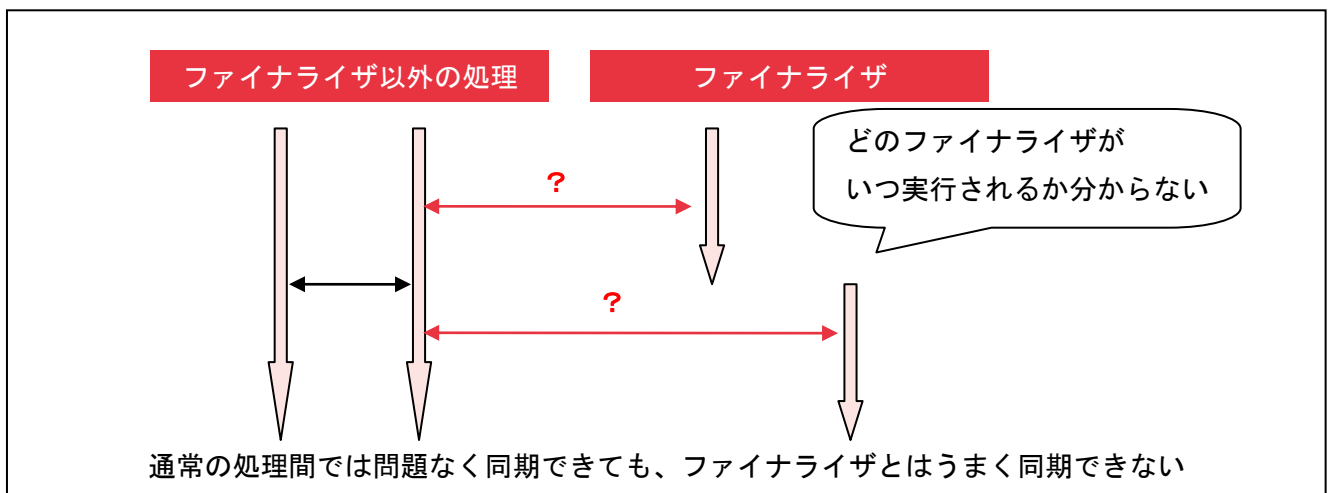 ファイナライザ以外の処理
ファイナライザ
どのファイナライザが
いつ実行されるか分からない
?
?
通常の処理間では問題なく同期できても、ファイナライザとはうまく同期できない